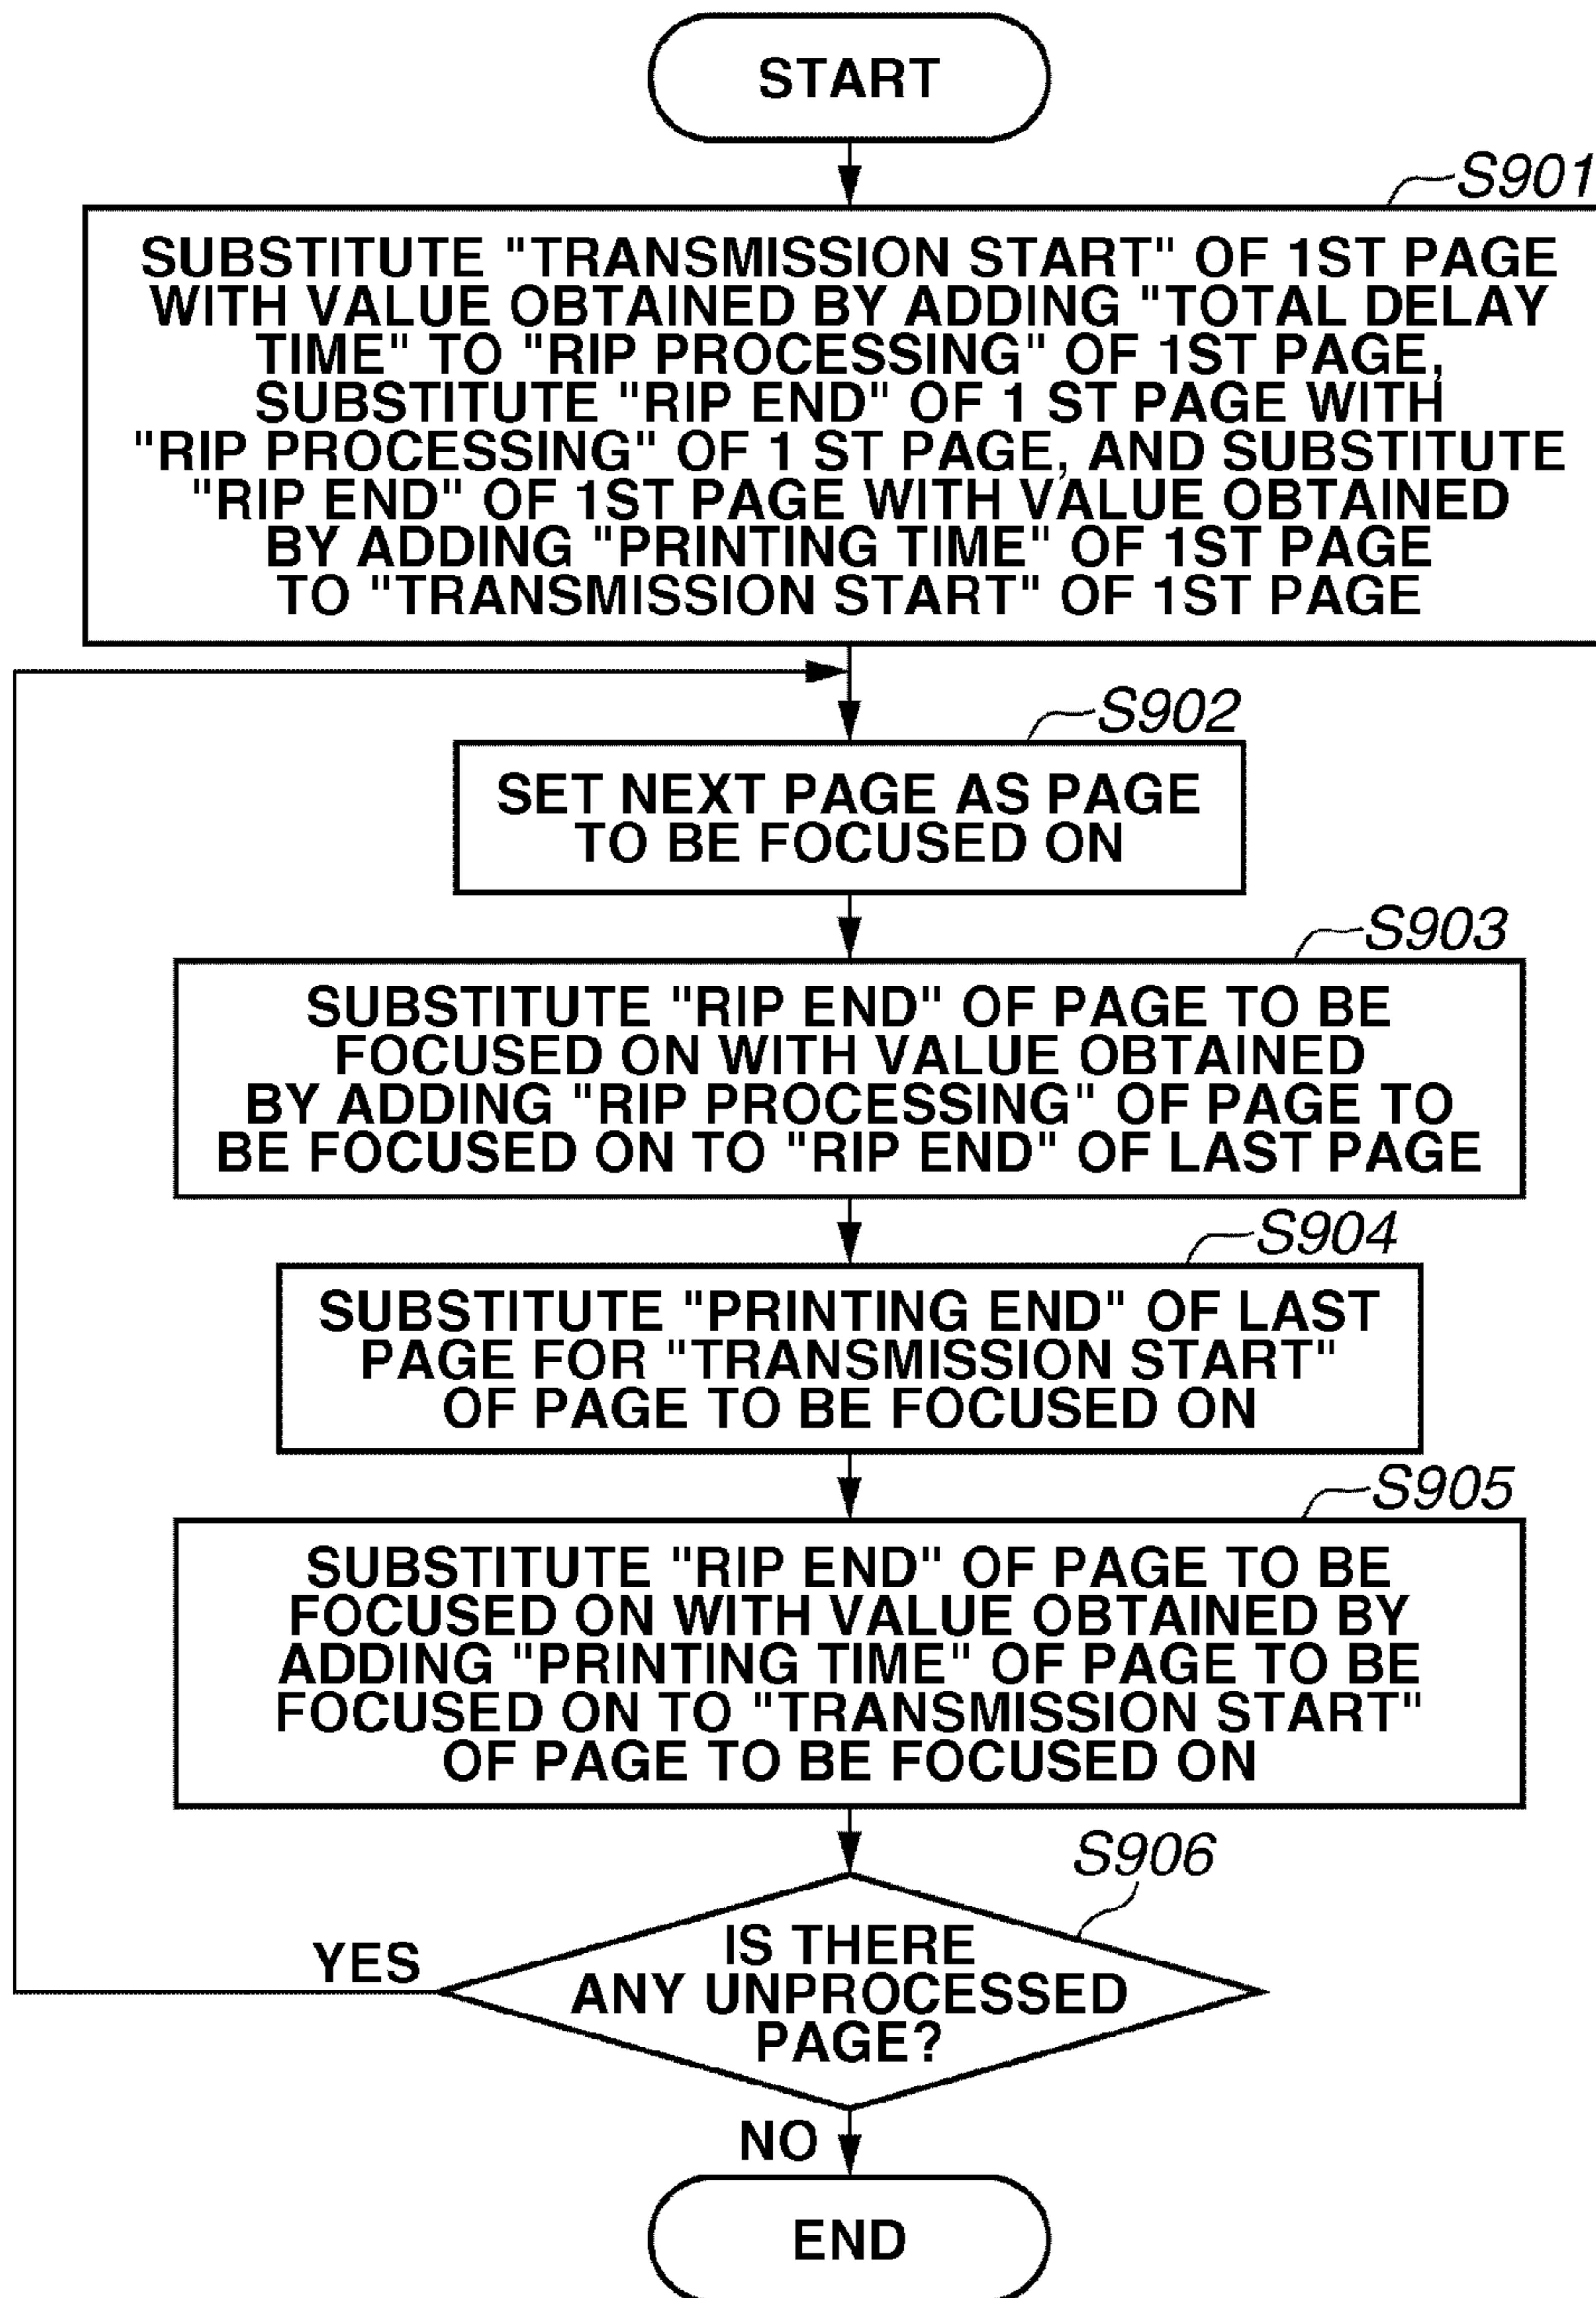 START
S901
SUBSTITUTE "TRANSMISSION START" OF 1ST PAGE
WITH VALUE OBTAINED BY ADDING "TOTAL DELAY
TIME" TO "RIP PROCESSING" OF 1ST PAGE,
SUBSTITUTE "RIP END" OF 1 ST PAGE WITH
"RIP PROCESSING" OF 1 ST PAGE, AND SUBSTITUTE
"RIP END" OF 1ST PAGE WITH VALUE OBTAINED
BY ADDING "PRINTING TIME" OF 1ST PAGE
TO "TRANSMISSION START" OF 1ST PAGE
S902
SET NEXT PAGE AS PAGE
TO BE FOCUSED ON
S903
SUBSTITUTE "RIP END" OF PAGE TO BE
FOCUSED ON WITH VALUE OBTAINED
BY ADDING "RIP PROCESSING" OF PAGE TO
BE FOCUSED ON TO "RIP END" OF LAST PAGE
S904
SUBSTITUTE "PRINTING END" OF LAST
PAGE FOR "TRANSMISSION START"
OF PAGE TO BE FOCUSED ON
S905
SUBSTITUTE "RIP END" OF PAGE TO BE
FOCUSED ON WITH VALUE OBTAINED BY
ADDING "PRINTING TIME" OF PAGE TO BE
FOCUSED ON TO "TRANSMISSION START"
OF PAGE TO BE FOCUSED ON
S906
IS THERE
ANY UNPROCESSED
PAGE?
YES
NO
END